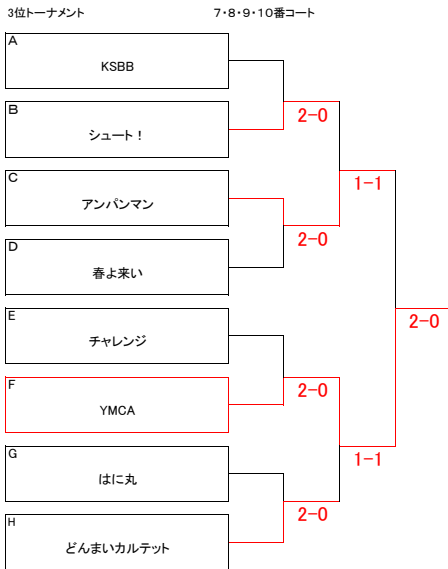 3位トーナメント 7・8・9・10番コート
A
KSBB
B
シュート！
2-0
C
アンパンマン
1-1
D
春よ来い
2-0
E
チャレンジ
2-0
F
YMCA
2-0
G
はに丸
1-1
H
どんまいカルテット
2-0